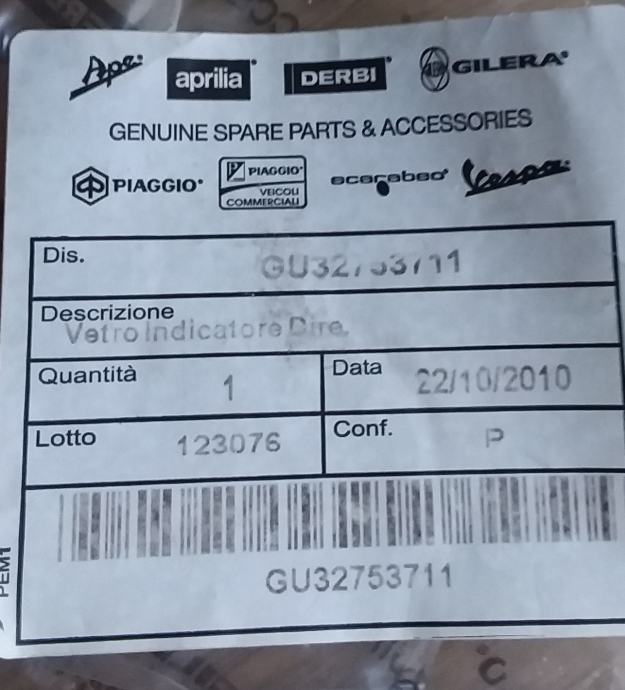 Ape
aprilia
DERBI
GILERA
GENUINE SPARE PARTS & ACCESSORIES
PIAGGIO
PIAGGIO
VEICOLI
COMMERCIALI
scarabeo
Vespa
Dis.
GU32753711
Descrizione
Vetro Indicatore Dire.
Quantità
1
Data
22/10/2010
Lotto
123076
Conf.
P
GU32753711
PEM1